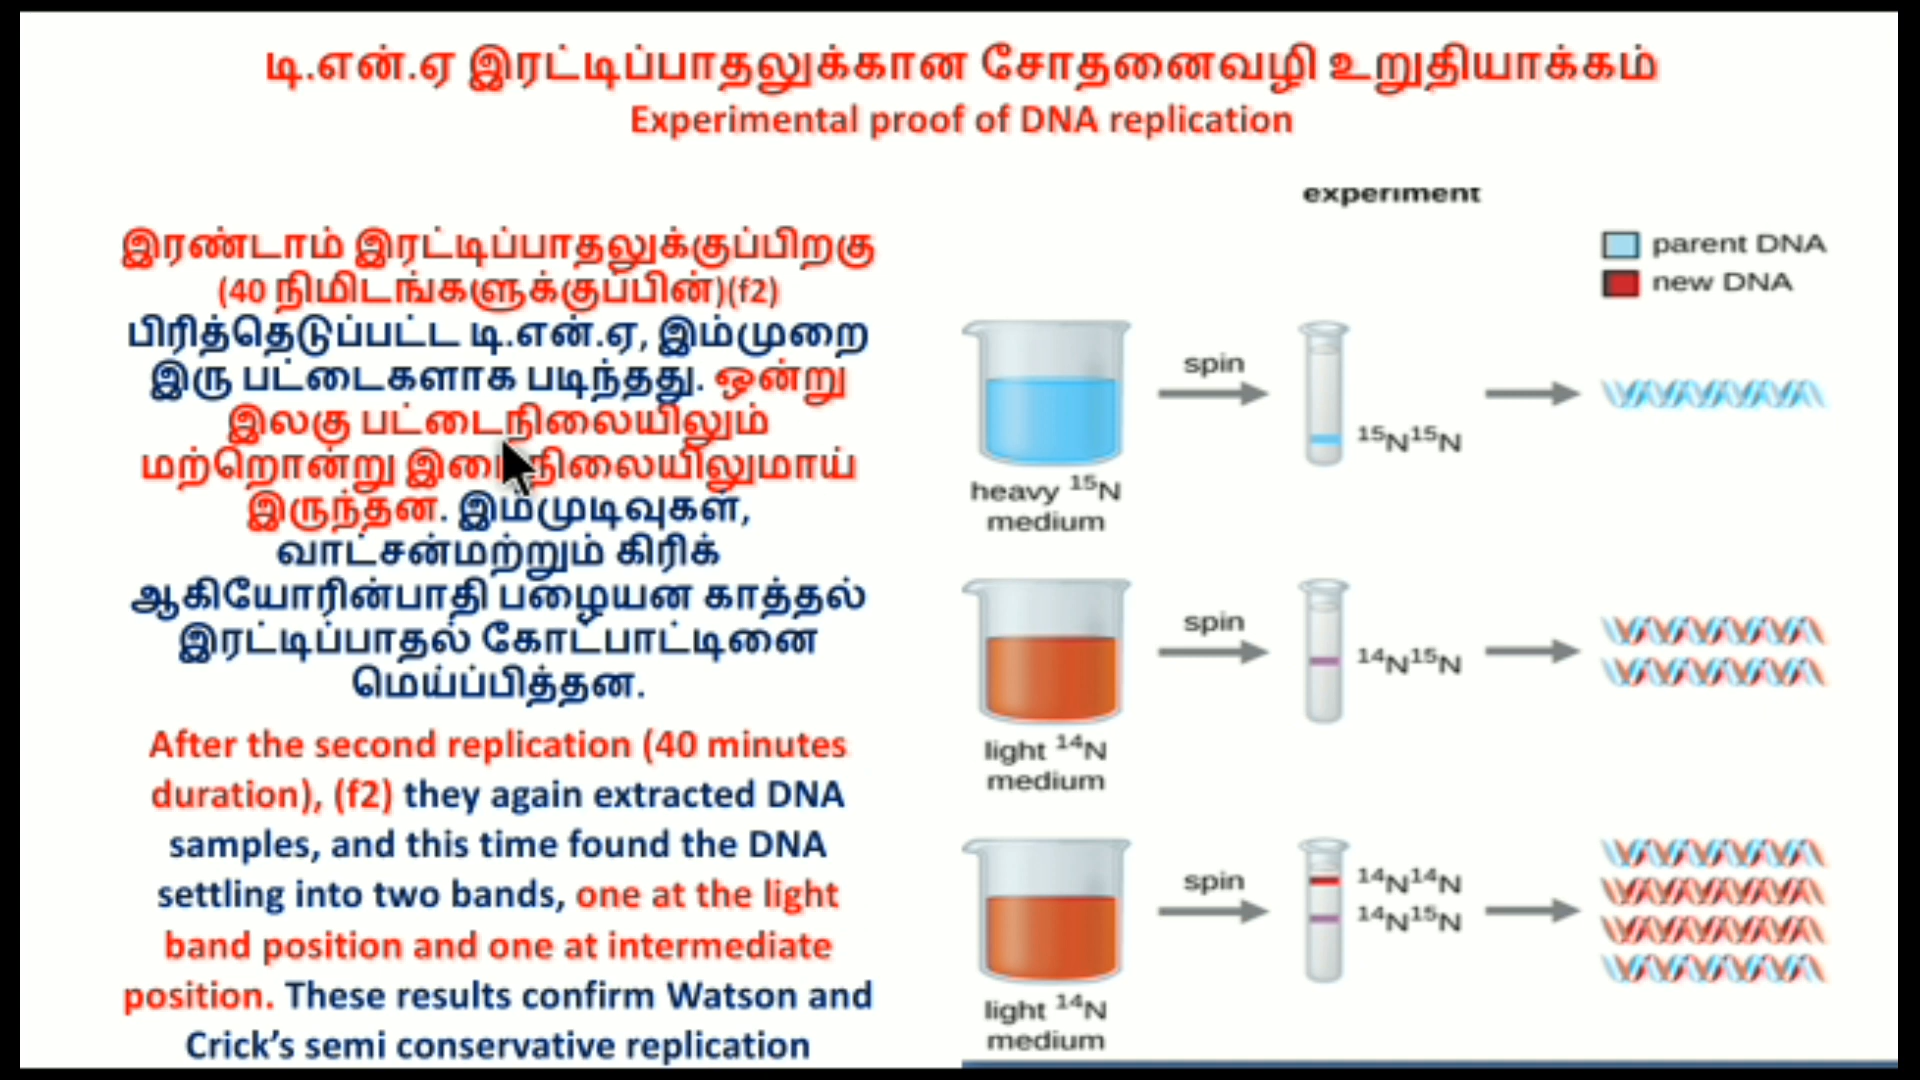 டி.என்.ஏ இரட்டிப்பாதலுக்கான சோதனைவழி உறுதியாக்கம்
Experimental proof of DNA replication
இரண்டாம் இரட்டிப்பாதலுக்குப்பிறகு
(40 நிமிடங்களுக்குப்பின்)(f2)
பிரித்தெடுப்பட்ட டி.என்.ஏ, இம்முறை
இரு பட்டைகளாக படிந்தது. ஒன்று
இலகு பட்டைநிலையிலும்
மற்றொன்று இடைநிலையிலுமாய்
இருந்தன. இம்முடிவுகள்,
வாட்சன்மற்றும் கிரிக்
ஆகியோரின்பாதி பழையன காத்தல்
இரட்டிப்பாதல் கோட்பாட்டினை
மெய்ப்பித்தன.
After the second replication (40 minutes
duration), (f2) they again extracted DNA
samples, and this time found the DNA
settling into two bands, one at the light
band position and one at intermediate
position. These results confirm Watson and
Crick's semi conservative replication
experiment
parent DNA
new DNA
spin
¹⁵N¹⁵N
heavy ¹⁵N
medium
spin
¹⁴N¹⁵N
light ¹⁴N
medium
spin
¹⁴N¹⁴N
¹⁴N¹⁵N
light ¹⁴N
medium